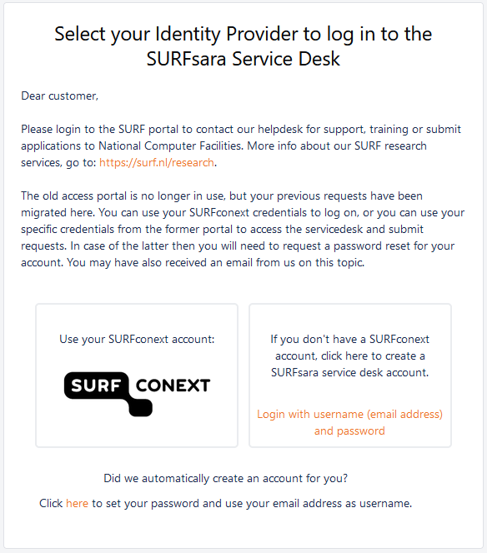 Select your Identity Provider to log in to the
SURFsara Service Desk
Dear customer,
Please login to the SURF portal to contact our helpdesk for support, training or submit
applications to National Computer Facilities. More info about our SURF research
services, go to: https://surf.nl/research.
The old access portal is no longer in use, but your previous requests have been
migrated here. You can use your SURFconext credentials to log on, or you can use your
specific credentials from the former portal to access the servicedesk and submit
requests. In case of the latter then you will need to request a password reset for your
account. You may have also received an email from us on this topic.
Use your SURFconext account:
SURF CONEXT
If you don't have a SURFconext
account, click here to create a
SURFsara service desk account.
Login with username (email address)
and password
Did we automatically create an account for you?
Click here to set your password and use your email address as username.